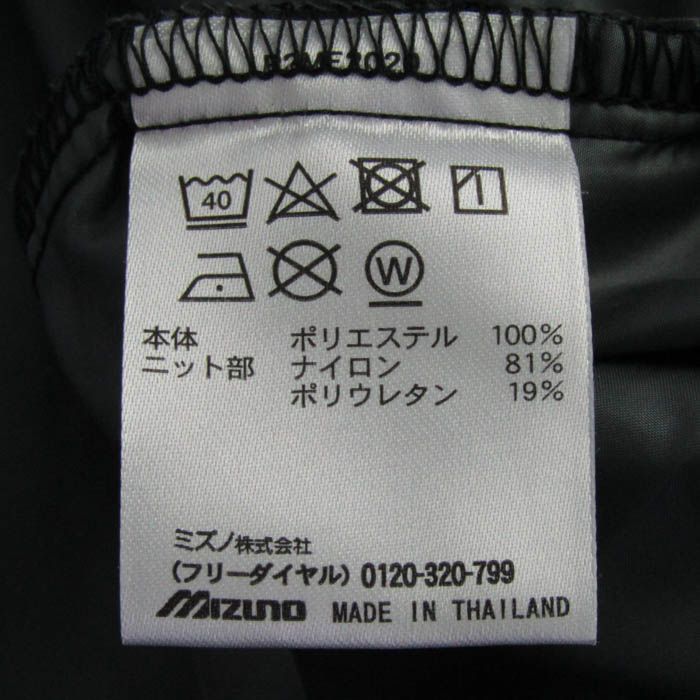 40
W
本体 ポリエステル 100%
ニット部 ナイロン 81%
ポリウレタン 19%
ミズノ株式会社
(フリーダイヤル) 0120-320-799
MIZUNO MADE IN THAILAND